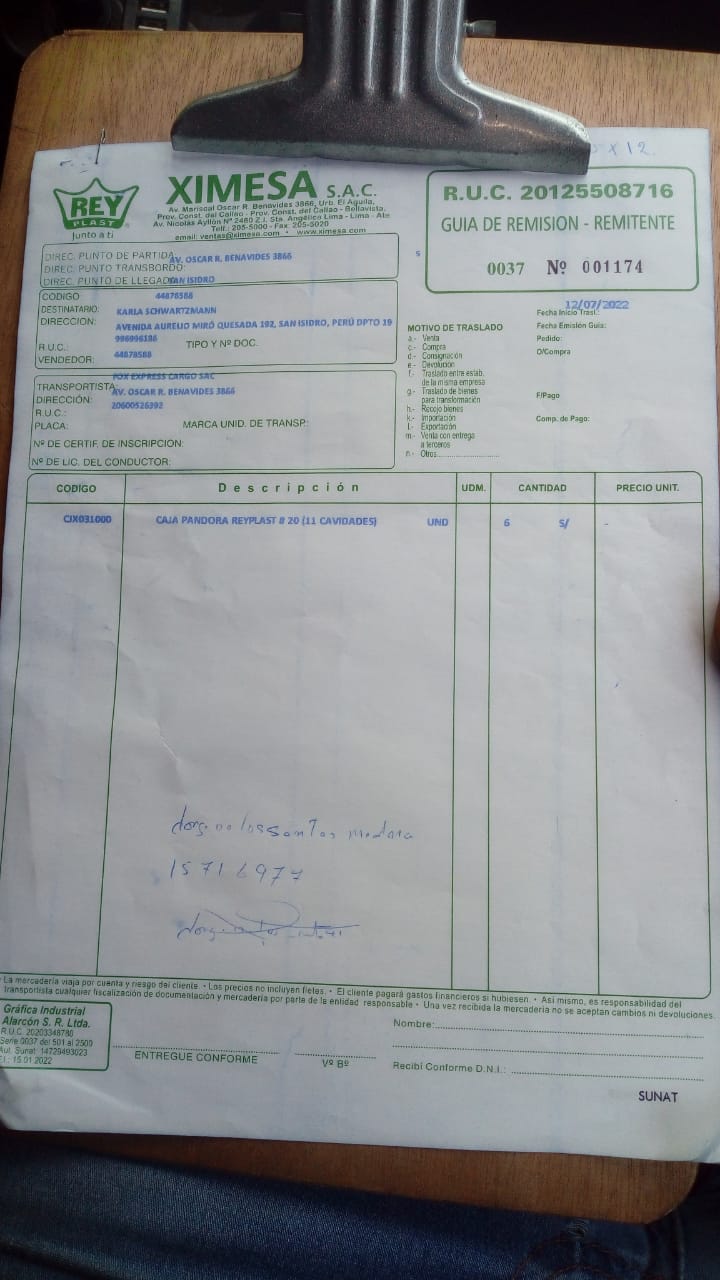 x 12
REY
PLAST
Junto a ti
XIMESA S.A.C.
Av. Mariscal Oscar R. Benavides 3866, Urb. El Aguila,
Prov. Const. del Callao - Prov. Const. del Callao - Bellavista.
Av. Nicolás Ayllón Nº 2480 Z.I. Sta. Angélica Lima - Lima - Ate
Telf.: 205-5000 - Fax: 205-5020
email: ventas@ximesa.com • www.ximesa.com
R.U.C. 20125508716
GUIA DE REMISION - REMITENTE
0037 Nº 001174
DIREC. PUNTO DE PARTIDA AV. OSCAR R. BENAVIDES 3866
DIREC. PUNTO TRANSBORDO:
DIREC. PUNTO DE LLEGADA SAN ISIDRO
CODIGO 44878588
DESTINATARIO: KARLA SCHWARTZMANN
DIRECCION: AVENIDA AURELIO MIRÓ QUESADA 192, SAN ISIDRO, PERÚ DPTO 19
996996186
R.U.C.: TIPO Y Nº DOC.
VENDEDOR: 44878588
FOX EXPRESS CARGO SAC
TRANSPORTISTA:
DIRECCIÓN: AV. OSCAR R. BENAVIDES 3866
R.U.C.: 20600526392
PLACA: MARCA UNID. DE TRANSP.:
Nº DE CERTIF. DE INSCRIPCION:
Nº DE LIC. DEL CONDUCTOR:
MOTIVO DE TRASLADO
a.- Venta
c.- Compra
d.- Consignación
e.- Devolución
f.- Traslado entre estab.
de la misma empresa
g.- Traslado de bienes
para transformación
h.- Recojo bienes
k.- Importación
l.- Exportación
m.- Venta con entrega
a terceros
n.- Otros
12/07/2022
Fecha Inicio Trasl.:
Fecha Emisión Guia:
Pedido:
O/Compra
F/Pago
Comp. de Pago:
CODIGO Descripción UDM. CANTIDAD PRECIO UNIT.
CJX031000 CAJA PANDORA REYPLAST # 20 (11 CAVIDADES) UND 6 S/ -
15716977
• La mercadería viaja por cuenta y riesgo del cliente. • Los precios no incluyen fletes. • El cliente pagará gastos financieros si hubiesen. • Asi mismo, es responsabilidad del
transportista cualquier fiscalización de documentación y mercadería por parte de la entidad responsable • Una vez recibida la mercadería no se aceptan cambios ni devoluciones.
Gráfica Industrial
Alarcón S. R. Ltda.
R.U.C. 20203348780
Serie 0037 del 501 al 2500
Aut. Sunat: 14729493023
F.I.: 15.01.2022
ENTREGUE CONFORME
Vº Bº
Nombre:
Recibí Conforme D.N.I.:
SUNAT